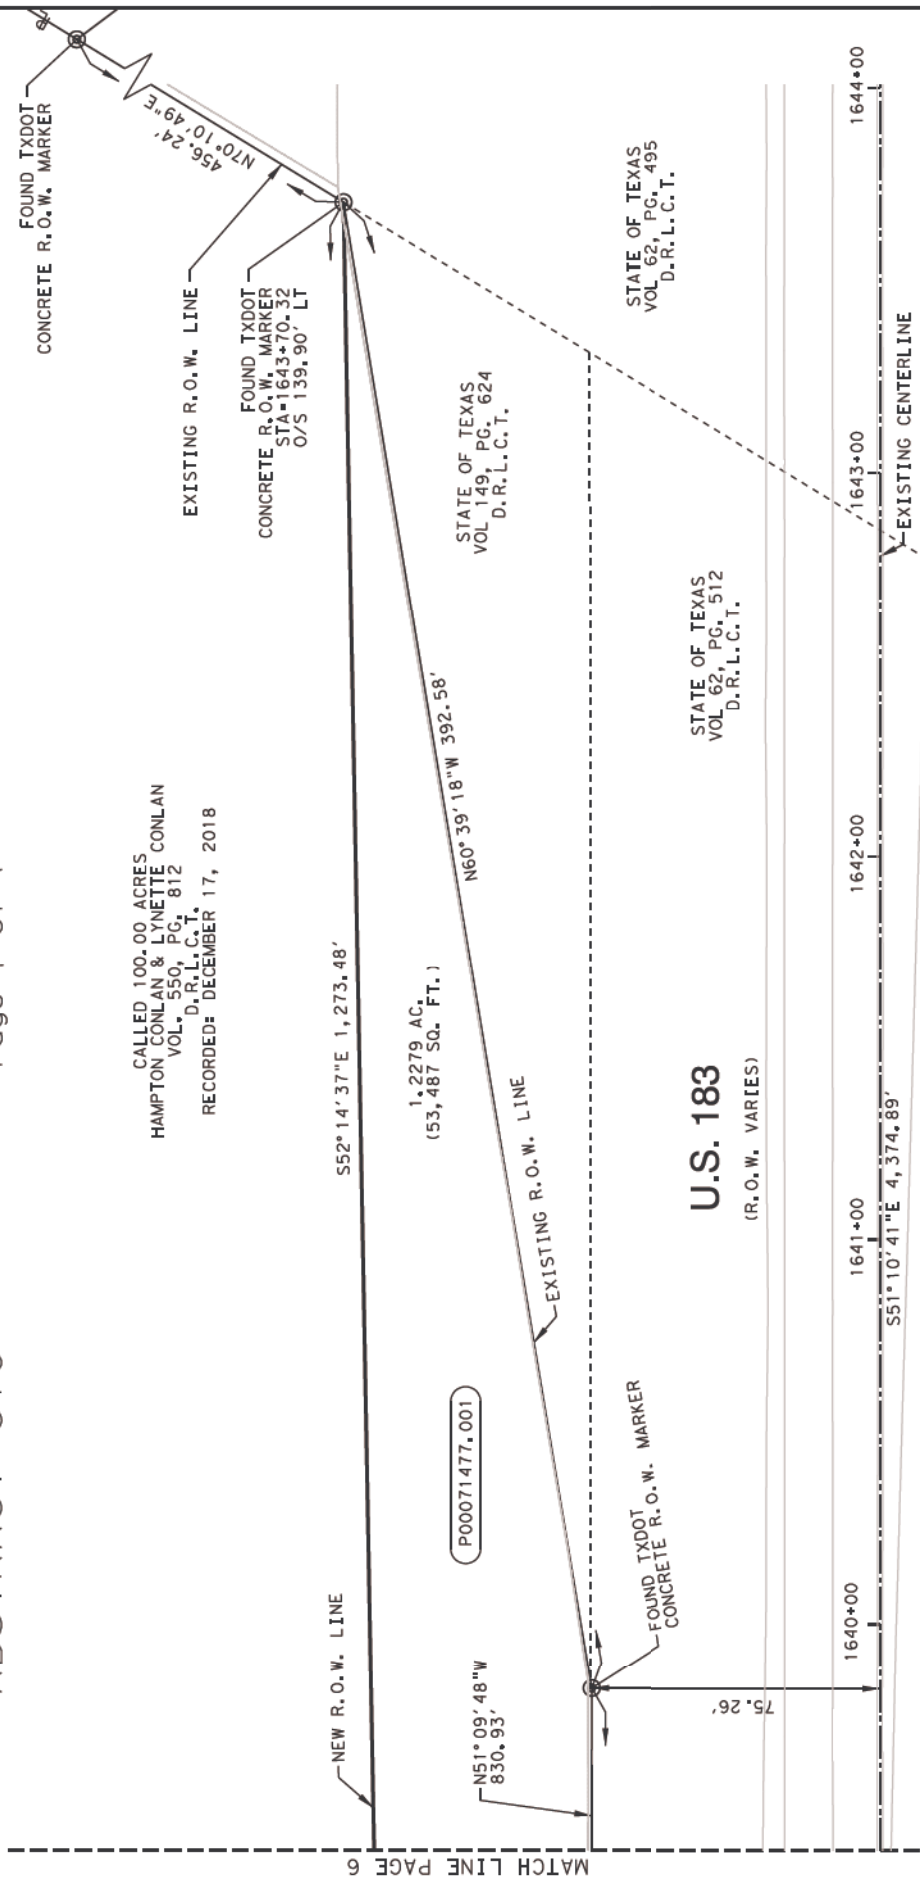 FOUND TXDOT
CONCRETE R.O.W. MARKER
456.24'
N70°10'49"E
EXISTING R.O.W. LINE
FOUND TXDOT
CONCRETE R.O.W. MARKER
STA=1643+70.32
O/S 139.90' LT
CALLED 100.00 ACRES
HAMPTON CONLAN & LYNETTE CONLAN
VOL. 550, PG. 812
D.R.L.C.T.
RECORDED: DECEMBER 17, 2018
S52°14'37"E 1,273.48'
NEW R.O.W. LINE
1.2279 AC.
(53,487 SQ. FT.)
N60°39'18"W 392.58'
STATE OF TEXAS
VOL 149, PG. 624
D.R.L.C.T.
STATE OF TEXAS
VOL 62, PG. 495
D.R.L.C.T.
P00071477.001
EXISTING R.O.W. LINE
N51°09'48"W
830.93'
FOUND TXDOT
CONCRETE R.O.W. MARKER
STATE OF TEXAS
VOL 62, PG. 512
D.R.L.C.T.
U.S. 183
(R.O.W. VARIES)
75.26'
1640+00
1641+00
1642+00
1643+00
1644+00
S51°10'41"E 4,374.89'
EXISTING CENTERLINE
MATCH LINE PAGE 6